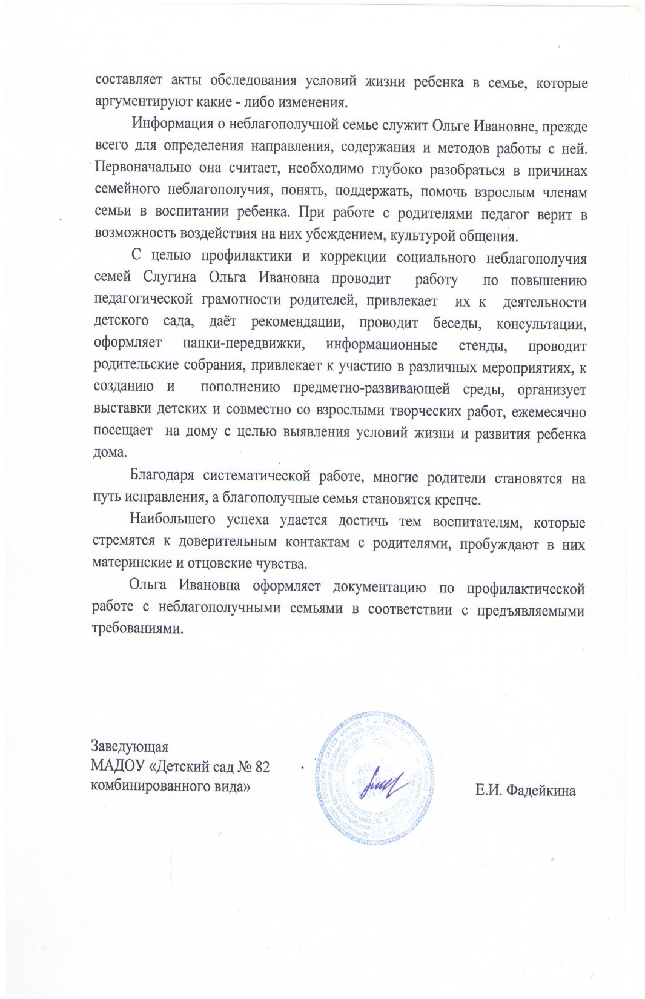 составляет акты обследования условий жизни ребенка в семье, которые
аргументируют какие - либо изменения.
Информация о неблагополучной семье служит Ольге Ивановне, прежде
всего для определения направления, содержания и методов работы с ней.
Первоначально она считает, необходимо глубоко разобраться в причинах
семейного неблагополучия, понять, поддержать, помочь взрослым членам
семьи в воспитании ребенка. При работе с родителями педагог верит в
возможность воздействия на них убеждением, культурой общения.
С целью профилактики и коррекции социального неблагополучия
семей Слугина Ольга Ивановна проводит работу по повышению
педагогической грамотности родителей, привлекает их к деятельности
детского сада, даёт рекомендации, проводит беседы, консультации,
оформляет папки-передвижки, информационные стенды, проводит
родительские собрания, привлекает к участию в различных мероприятиях, к
созданию и пополнению предметно-развивающей среды, организует
выставки детских и совместно со взрослыми творческих работ, ежемесячно
посещает на дому с целью выявления условий жизни и развития ребенка
дома.
Благодаря систематической работе, многие родители становятся на
путь исправления, а благополучные семья становятся крепче.
Наибольшего успеха удается достичь тем воспитателям, которые
стремятся к доверительным контактам с родителями, пробуждают в них
материнские и отцовские чувства.
Ольга Ивановна оформляет документацию по профилактической
работе с неблагополучными семьями в соответствии с предъявляемыми
требованиями.
Заведующая
МАДОУ «Детский сад № 82
комбинированного вида»
Е.И. Фадейкина
АДМИНИСТРАЦИЯ ГОРОДСКОГО ОКРУГА САРАНСК * ДЕПАРТАМЕНТ ПО СОЦИАЛЬНОЙ ПОЛИТИКЕ